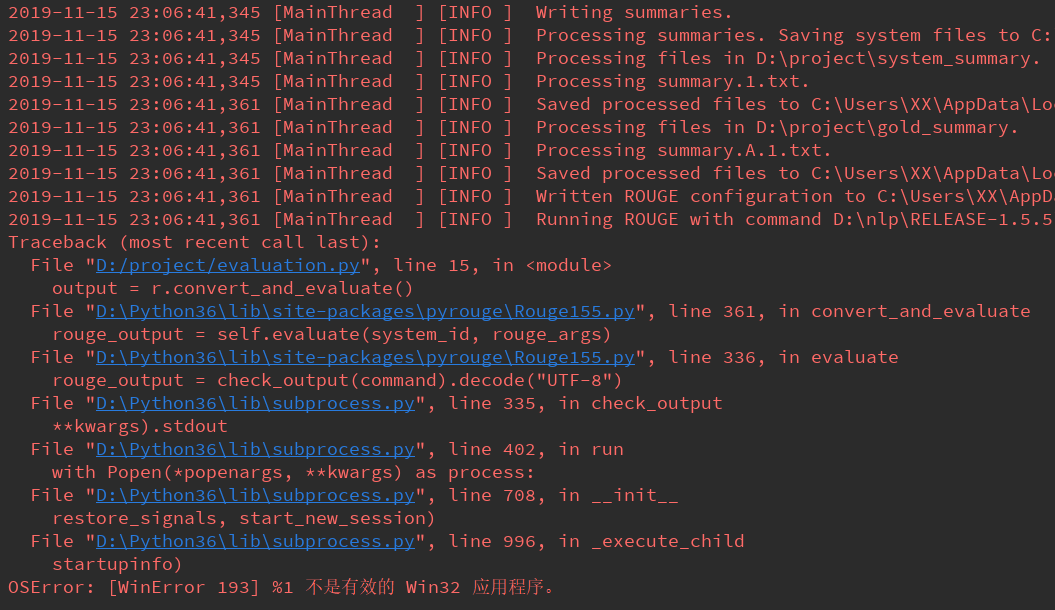 2019-11-15 23:06:41,345 [MainThread  ] [INFO ]  Writing summaries.
2019-11-15 23:06:41,345 [MainThread  ] [INFO ]  Processing summaries. Saving system files to C:
2019-11-15 23:06:41,345 [MainThread  ] [INFO ]  Processing files in D:\project\system_summary.
2019-11-15 23:06:41,345 [MainThread  ] [INFO ]  Processing summary.1.txt.
2019-11-15 23:06:41,361 [MainThread  ] [INFO ]  Saved processed files to C:\Users\XX\AppData\Lo
2019-11-15 23:06:41,361 [MainThread  ] [INFO ]  Processing files in D:\project\gold_summary.
2019-11-15 23:06:41,361 [MainThread  ] [INFO ]  Processing summary.A.1.txt.
2019-11-15 23:06:41,361 [MainThread  ] [INFO ]  Saved processed files to C:\Users\XX\AppData\Lo
2019-11-15 23:06:41,361 [MainThread  ] [INFO ]  Written ROUGE configuration to C:\Users\XX\AppD
2019-11-15 23:06:41,361 [MainThread  ] [INFO ]  Running ROUGE with command D:\nlp\RELEASE-1.5.5
Traceback (most recent call last):
  File "D:/project/evaluation.py", line 15, in <module>
    output = r.convert_and_evaluate()
  File "D:\Python36\lib\site-packages\pyrouge\Rouge155.py", line 361, in convert_and_evaluate
    rouge_output = self.evaluate(system_id, rouge_args)
  File "D:\Python36\lib\site-packages\pyrouge\Rouge155.py", line 336, in evaluate
    rouge_output = check_output(command).decode("UTF-8")
  File "D:\Python36\lib\subprocess.py", line 335, in check_output
    **kwargs).stdout
  File "D:\Python36\lib\subprocess.py", line 402, in run
    with Popen(*popenargs, **kwargs) as process:
  File "D:\Python36\lib\subprocess.py", line 708, in __init__
    restore_signals, start_new_session)
  File "D:\Python36\lib\subprocess.py", line 996, in _execute_child
    startupinfo)
OSError: [WinError 193] %1 不是有效的 Win32 应用程序。